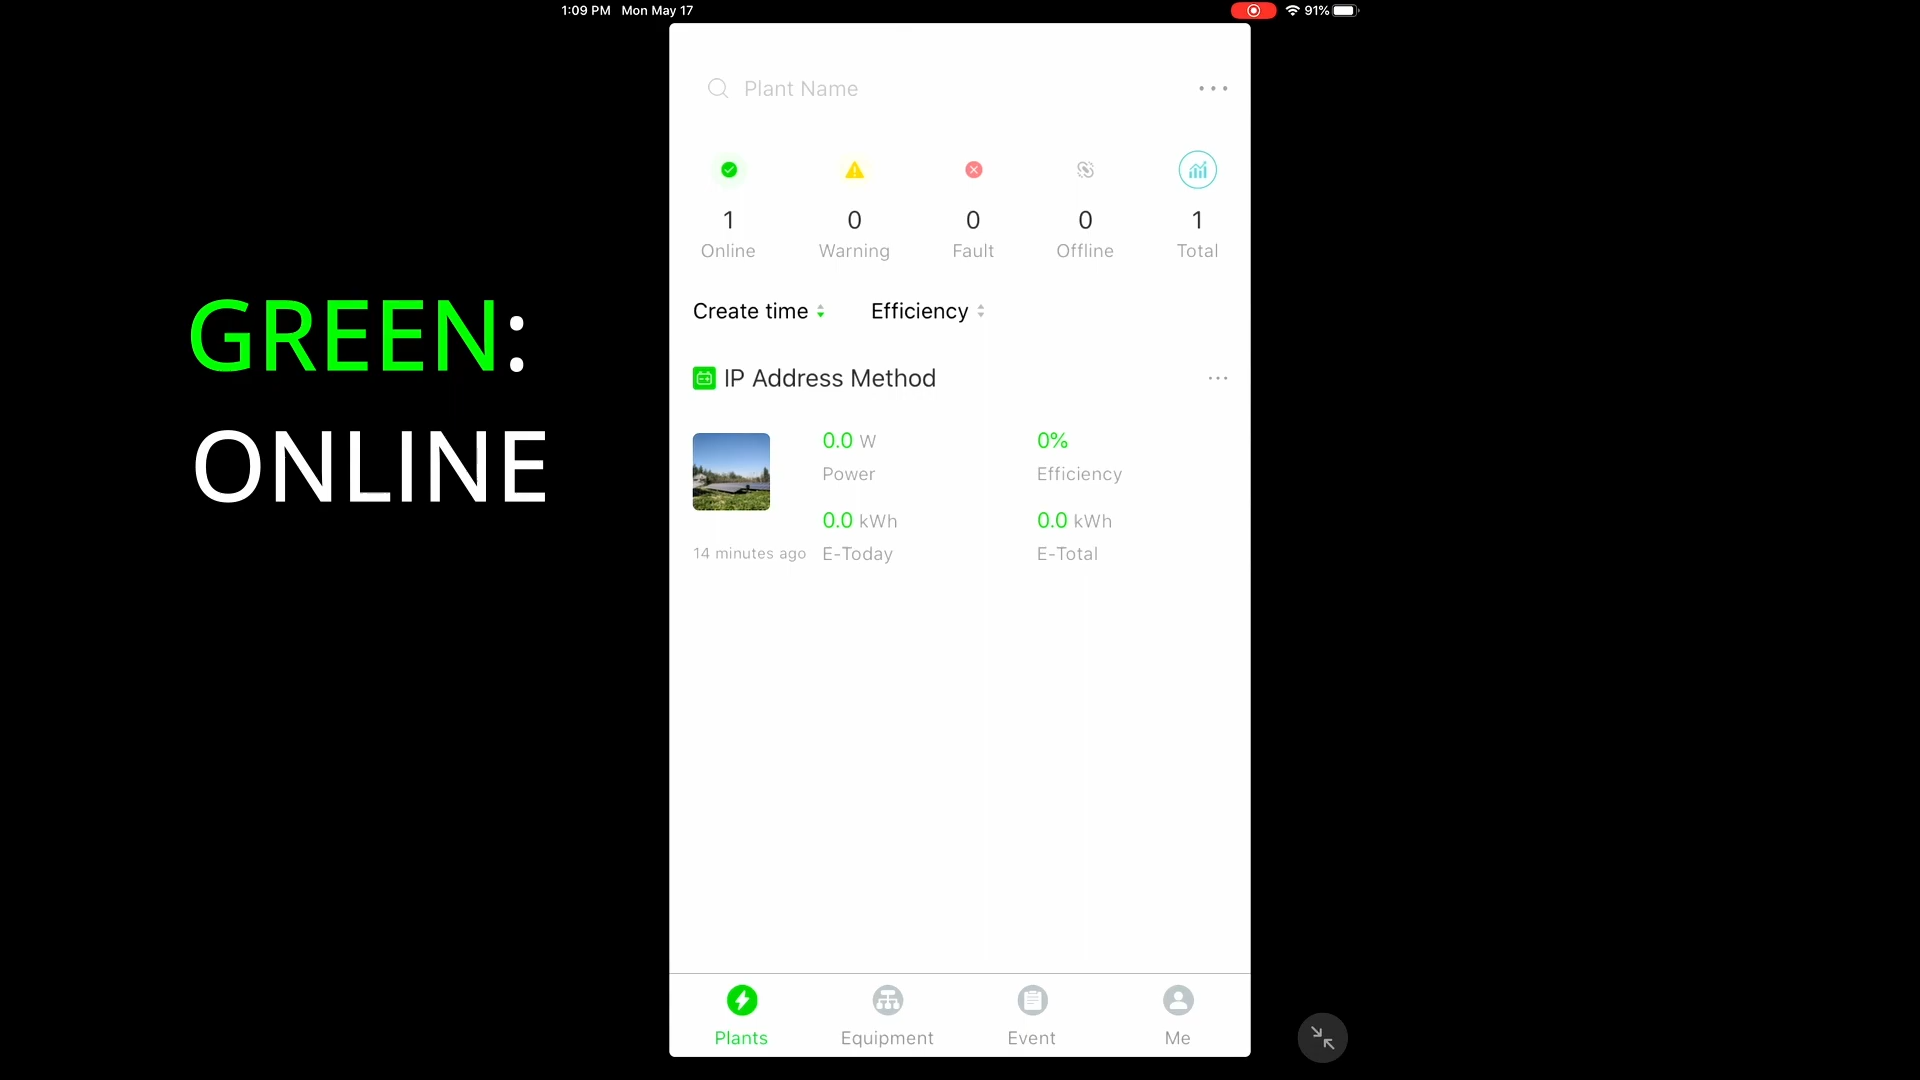 1:09 PM Mon May 17
91%
Plant Name
1
Online
0
Warning
0
Fault
0
Offline
1
Total
GREEN:
ONLINE
Create time
Efficiency
IP Address Method
0.0 W
Power
0%
Efficiency
0.0 kWh
E-Today
0.0 kWh
E-Total
14 minutes ago
Plants
Equipment
Event
Me